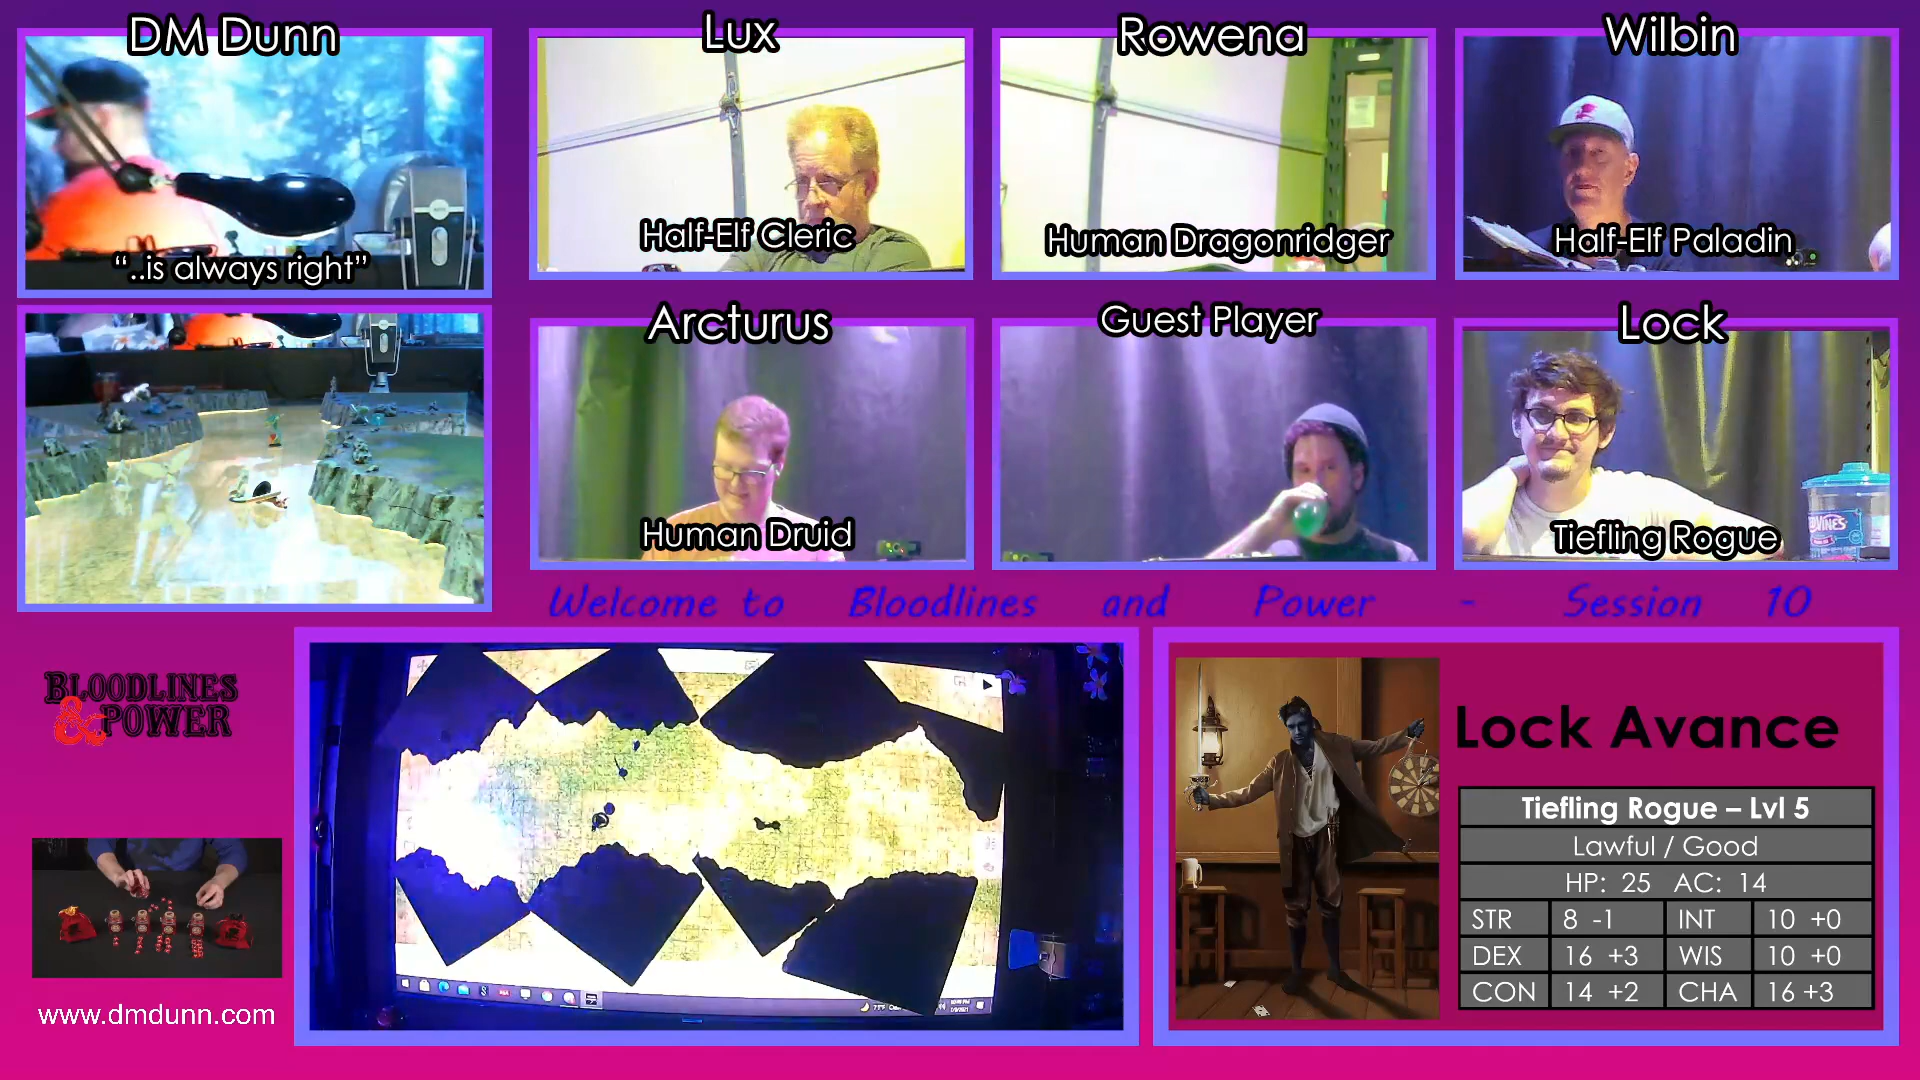 DM Dunn
Lux
Rowena
Wilbin
“..is always right”
Half-Elf Cleric
Human Dragonridger
Half-Elf Paladin
Arcturus
Guest Player
Lock
Human Druid
Tiefling Rogue
VINES
Welcome to Bloodlines and Power - Session 10
BLOODLINES
& POWER
www.dmdunn.com
Lock Avance
Tiefling Rogue – Lvl 5
Lawful / Good
HP: 25 AC: 14
STR 8 -1 INT 10 +0
DEX 16 +3 WIS 10 +0
CON 14 +2 CHA 16 +3